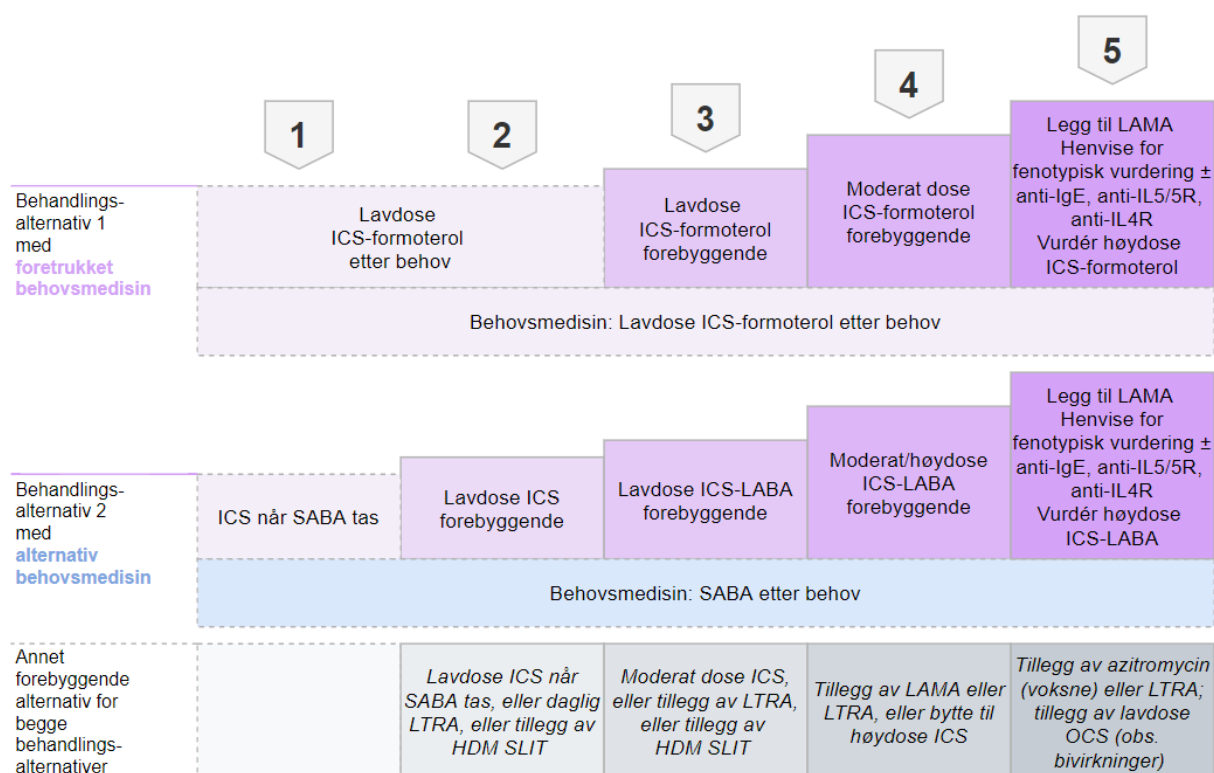 1
2
3
4
5
Behandlings-
alternativ 1
med
foretrukket
behovsmedisin
Lavdose
ICS-formoterol
etter behov
Lavdose
ICS-formoterol
forebyggende
Moderat dose
ICS-formoterol
forebyggende
Legg til LAMA
Henvise for
fenotypisk vurdering ±
anti-IgE, anti-IL5/5R,
anti-IL4R
Vurdér høydose
ICS-formoterol
Behovsmedisin: Lavdose ICS-formoterol etter behov
Behandlings-
alternativ 2
med
alternativ
behovsmedisin
ICS når SABA tas
Lavdose ICS
forebyggende
Lavdose ICS-LABA
forebyggende
Moderat/høydose
ICS-LABA
forebyggende
Legg til LAMA
Henvise for
fenotypisk vurdering ±
anti-IgE, anti-IL5/5R,
anti-IL4R
Vurdér høydose
ICS-LABA
Behovsmedisin: SABA etter behov
Annet
forebyggende
alternativ for
begge
behandlings-
alternativer
Lavdose ICS når
SABA tas, eller daglig
LTRA, eller tillegg av
HDM SLIT
Moderat dose ICS,
eller tillegg av LTRA,
eller tillegg av
HDM SLIT
Tillegg av LAMA eller
LTRA, eller bytte til
høydose ICS
Tillegg av azitromycin
(voksne) eller LTRA;
tillegg av lavdose
OCS (obs.
bivirkninger)